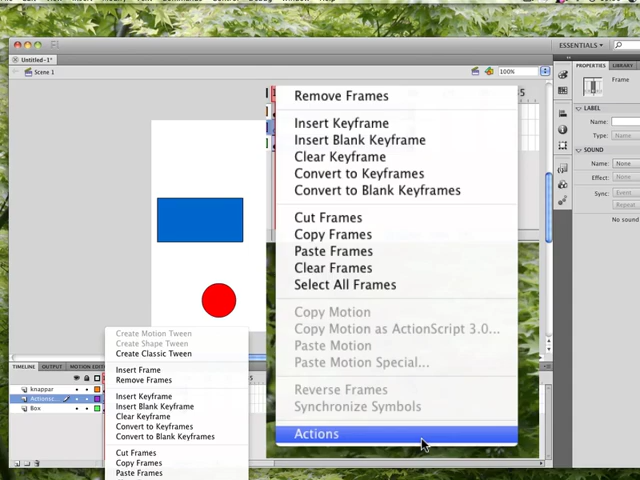 ESSENTIALS
Untitled-1*
Scene 1
100%
PROPERTIES
LIBRARY
Frame
LABEL
Name:
Type:
Name
SOUND
Name:
None
Effect:
None
Sync:
Event
Repeat
No sound
Remove Frames
Insert Keyframe
Insert Blank Keyframe
Clear Keyframe
Convert to Keyframes
Convert to Blank Keyframes
Cut Frames
Copy Frames
Paste Frames
Clear Frames
Select All Frames
Copy Motion
Copy Motion as ActionScript 3.0...
Paste Motion
Paste Motion Special...
Reverse Frames
Synchronize Symbols
Actions
TIMELINE
OUTPUT
MOTION EDITOR
knappar
Actionsc...
Box
Create Motion Tween
Create Shape Tween
Create Classic Tween
Insert Frame
Remove Frames
Insert Keyframe
Insert Blank Keyframe
Clear Keyframe
Convert to Keyframes
Convert to Blank Keyframes
Cut Frames
Copy Frames
Paste Frames